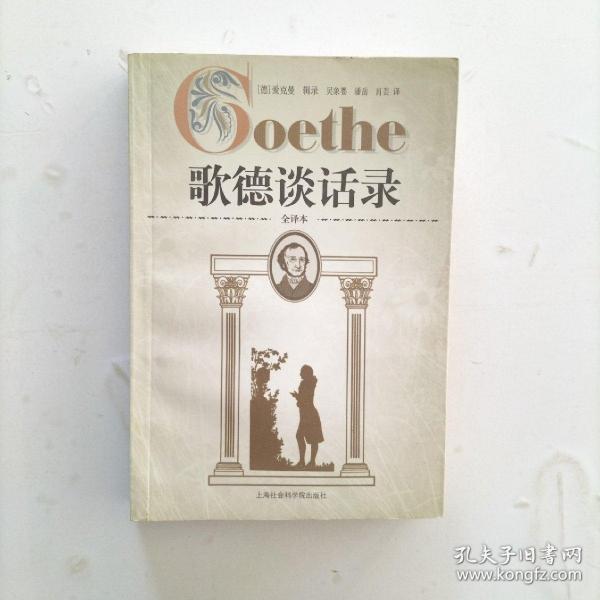 [德]爱克曼 辑录 吴象婴 潘岳 肖芸 译
Goethe
歌德谈话录
全译本
上海社会科学院出版社
孔夫子旧书网
www.kongfz.com